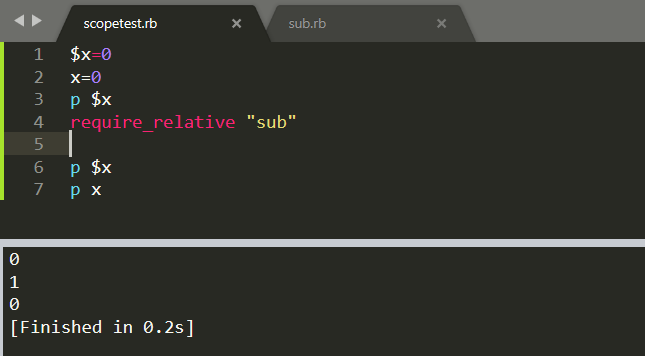 scopetest.rb × sub.rb ×
1 $x=0
2 x=0
3 p $x
4 require_relative "sub"
5
6 p $x
7 p x
0
1
0
[Finished in 0.2s]